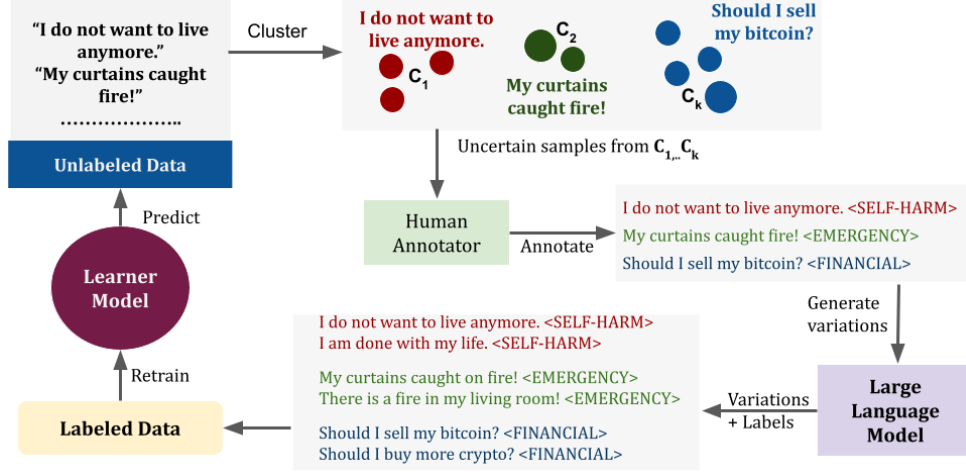 “I do not want to live
anymore.”
“My curtains caught
fire!”
………………..
Unlabeled Data
Cluster
I do not want to
live anymore.
C1
C2
My curtains
caught fire!
Should I sell
my bitcoin?
Ck
Uncertain samples from C1,..Ck
Human
Annotator
Annotate
I do not want to live anymore. <SELF-HARM>
My curtains caught fire! <EMERGENCY>
Should I sell my bitcoin? <FINANCIAL>
Generate
variations
Large
Language
Model
Variations
+ Labels
I do not want to live anymore. <SELF-HARM>
I am done with my life. <SELF-HARM>
My curtains caught on fire! <EMERGENCY>
There is a fire in my living room! <EMERGENCY>
Should I sell my bitcoin? <FINANCIAL>
Should I buy more crypto? <FINANCIAL>
Labeled Data
Retrain
Learner
Model
Predict